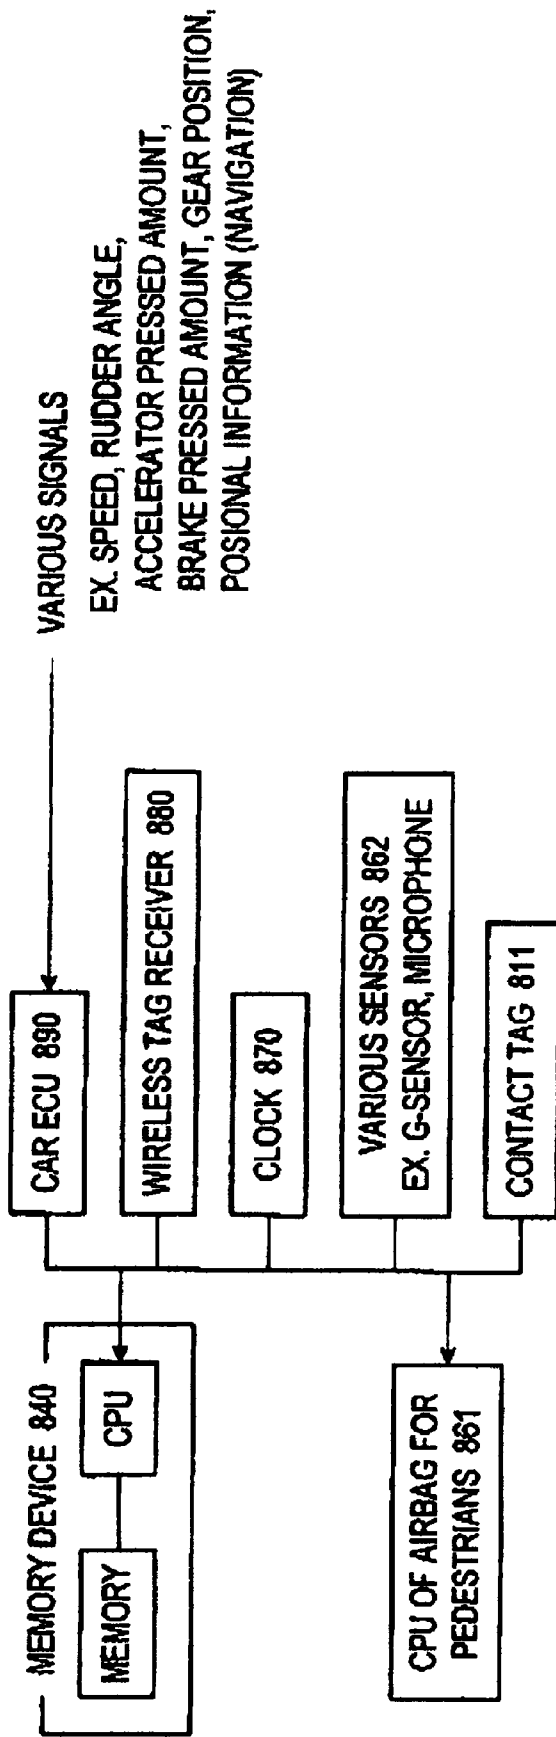 MEMORY DEVICE 840
MEMORY
CPU
CPU OF AIRBAG FOR
PEDESTRIANS 861
CAR ECU 890
WIRELESS TAG RECEIVER 880
CLOCK 870
VARIOUS SENSORS 862
EX. G-SENSOR, MICROPHONE
CONTACT TAG 811
VARIOUS SIGNALS
EX. SPEED, RUDDER ANGLE,
ACCELERATOR PRESSED AMOUNT,
BRAKE PRESSED AMOUNT, GEAR POSITION,
POSIONAL INFORMATION (NAVIGATION)